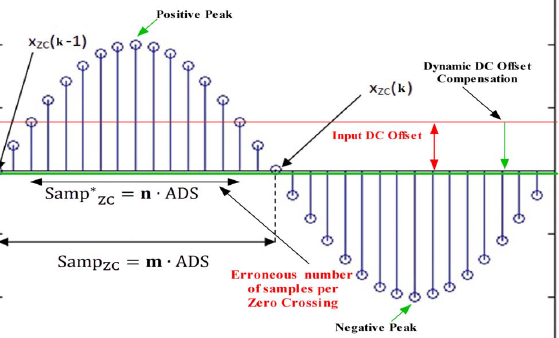 Positive Peak
x_ZC(k-1)
Dynamic DC Offset
Compensation
x_ZC(k)
Input DC Offset
Samp*_ZC = n · ADS
Samp_ZC = m · ADS
Erroneous number
of samples per
Zero Crossing
Negative Peak